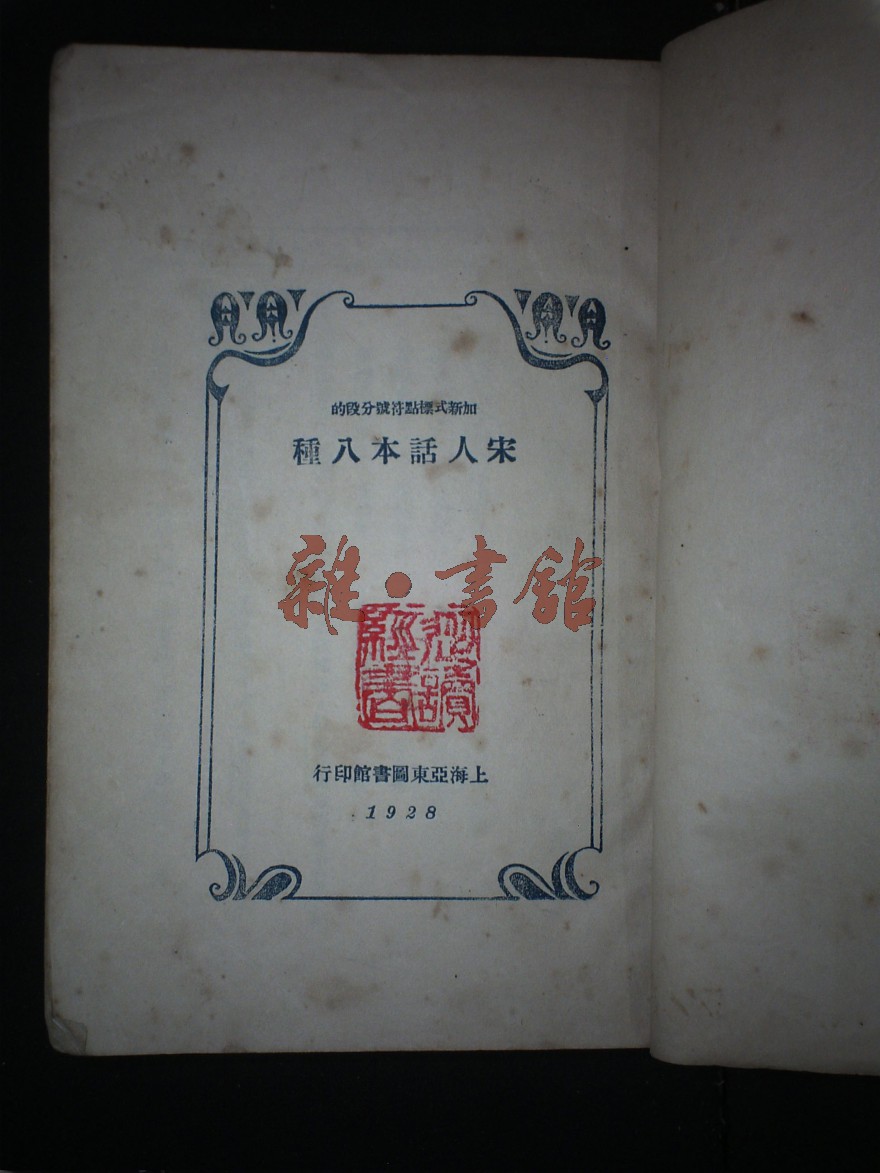 加新式標點符號分段的
宋人話本八種
雜·書館
上海亞東圖書館印行
1928